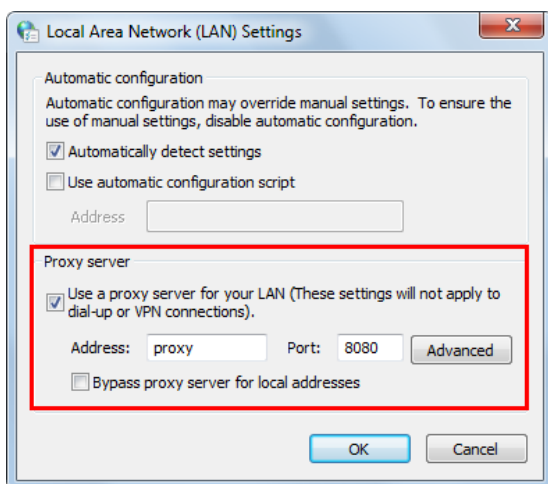 Local Area Network (LAN) Settings
Automatic configuration
Automatic configuration may override manual settings. To ensure the
use of manual settings, disable automatic configuration.
Automatically detect settings
Use automatic configuration script
Address
Proxy server
Use a proxy server for your LAN (These settings will not apply to
dial-up or VPN connections).
Address: proxy Port: 8080 Advanced
Bypass proxy server for local addresses
OK Cancel